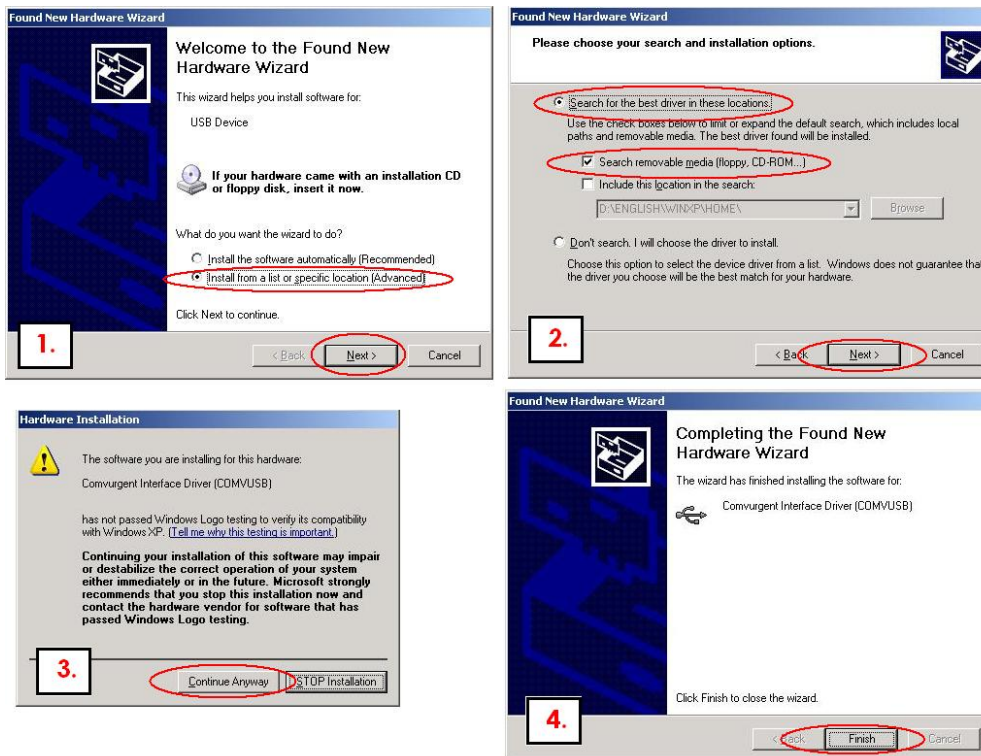 Found New Hardware Wizard
Welcome to the Found New
Hardware Wizard
This wizard helps you install software for:
USB Device
If your hardware came with an installation CD
or floppy disk, insert it now.
What do you want the wizard to do?
Install the software automatically (Recommended)
Install from a list or specific location (Advanced)
Click Next to continue.
1.
< Back
Next >
Cancel
Found New Hardware Wizard
Please choose your search and installation options.
Search for the best driver in these locations.
Use the check boxes below to limit or expand the default search, which includes local
paths and removable media. The best driver found will be installed.
Search removable media (floppy, CD-ROM...)
Include this location in the search:
D:\ENGLISH\WINXP\HOME\
Browse
Don't search. I will choose the driver to install.
Choose this option to select the device driver from a list. Windows does not guarantee that
the driver you choose will be the best match for your hardware.
2.
< Back
Next >
Cancel
Hardware Installation
The software you are installing for this hardware:
Comvurgent Interface Driver (COMVUSB)
has not passed Windows Logo testing to verify its compatibility
with Windows XP. (Tell me why this testing is important.)
Continuing your installation of this software may impair
or destabilize the correct operation of your system
either immediately or in the future. Microsoft strongly
recommends that you stop this installation now and
contact the hardware vendor for software that has
passed Windows Logo testing.
3.
Continue Anyway
STOP Installation
Found New Hardware Wizard
Completing the Found New
Hardware Wizard
The wizard has finished installing the software for:
Comvurgent Interface Driver (COMVUSB)
Click Finish to close the wizard.
4.
< Back
Finish
Cancel